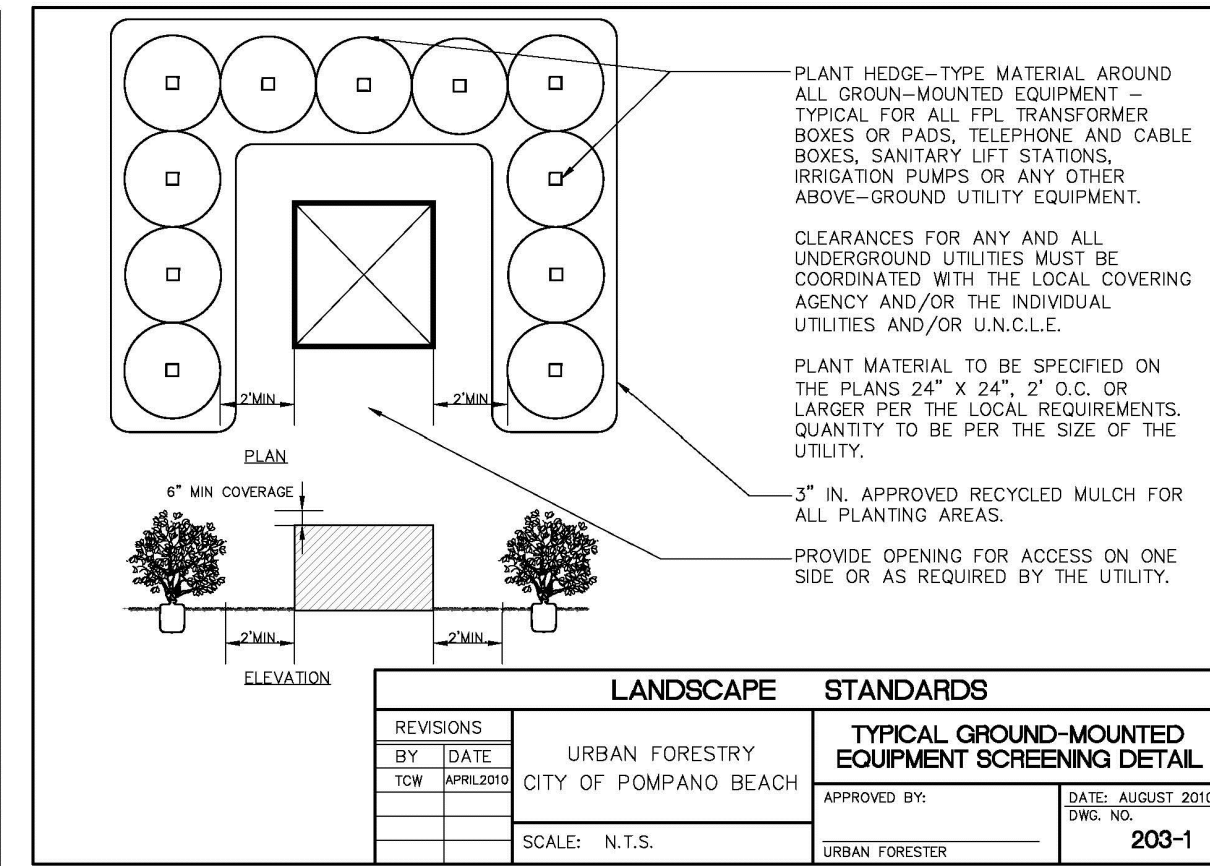 PLANT HEDGE-TYPE MATERIAL AROUND
ALL GROUN-MOUNTED EQUIPMENT –
TYPICAL FOR ALL FPL TRANSFORMER
BOXES OR PADS, TELEPHONE AND CABLE
BOXES, SANITARY LIFT STATIONS,
IRRIGATION PUMPS OR ANY OTHER
ABOVE-GROUND UTILITY EQUIPMENT.
CLEARANCES FOR ANY AND ALL
UNDERGROUND UTILITIES MUST BE
COORDINATED WITH THE LOCAL COVERING
AGENCY AND/OR THE INDIVIDUAL
UTILITIES AND/OR U.N.C.L.E.
PLANT MATERIAL TO BE SPECIFIED ON
THE PLANS 24" X 24", 2' O.C. OR
LARGER PER THE LOCAL REQUIREMENTS.
QUANTITY TO BE PER THE SIZE OF THE
UTILITY.
3" IN. APPROVED RECYCLED MULCH FOR
ALL PLANTING AREAS.
PROVIDE OPENING FOR ACCESS ON ONE
SIDE OR AS REQUIRED BY THE UTILITY.
2'MIN.
2'MIN.
PLAN
6" MIN COVERAGE
2'MIN.
2'MIN.
ELEVATION
LANDSCAPE STANDARDS
REVISIONS
BY DATE
TCW APRIL2010
URBAN FORESTRY
CITY OF POMPANO BEACH
SCALE: N.T.S.
TYPICAL GROUND-MOUNTED
EQUIPMENT SCREENING DETAIL
APPROVED BY:
URBAN FORESTER
DATE: AUGUST 2010
DWG. NO.
203-1